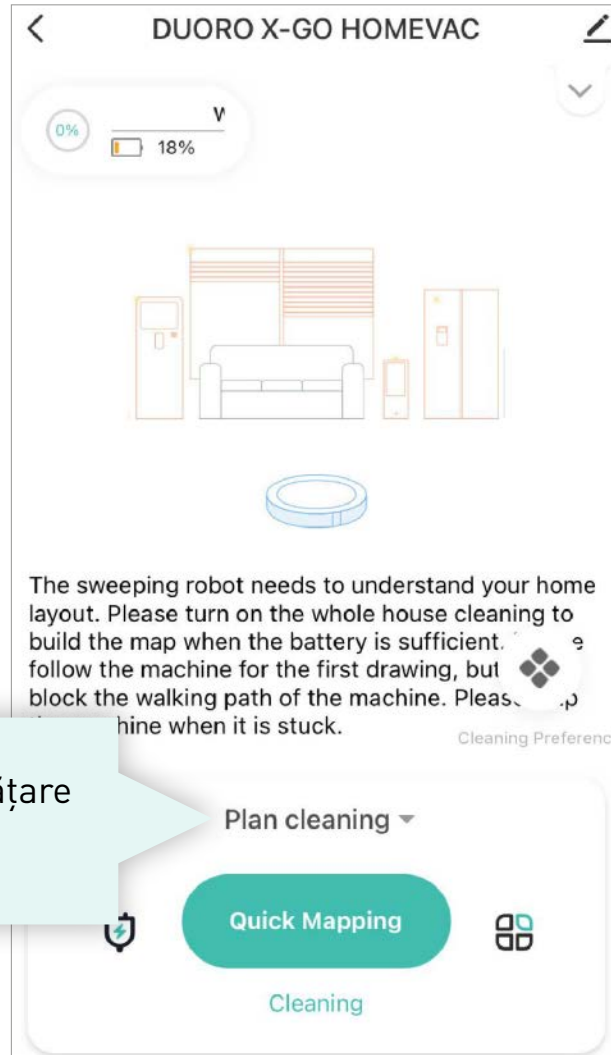 DUORO X-GO HOMEVAC
0%
18%
The sweeping robot needs to understand your home
layout. Please turn on the whole house cleaning to
build the map when the battery is sufficient.
follow the machine for the first drawing, but
block the walking path of the machine.
when it is stuck.
Cleaning
Plan cleaning
Quick Mapping
Cleaning